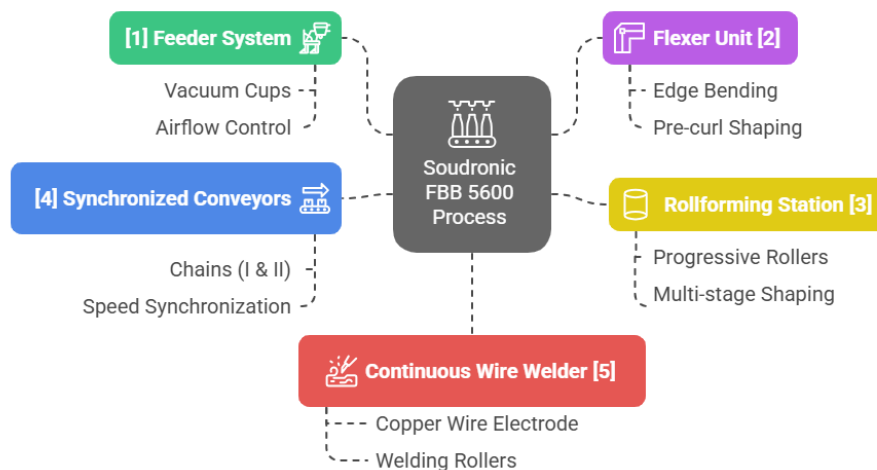 [1] Feeder System
Vacuum Cups
Airflow Control
Flexer Unit [2]
Edge Bending
Pre-curl Shaping
Soudronic
FBB 5600
Process
[4] Synchronized Conveyors
Chains (I & II)
Speed Synchronization
Rollforming Station [3]
Progressive Rollers
Multi-stage Shaping
Continuous Wire Welder [5]
Copper Wire Electrode
Welding Rollers